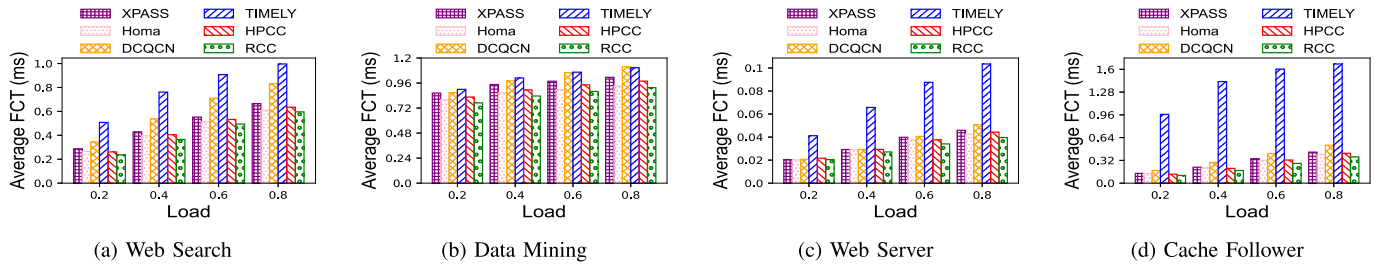 XPASS TIMELY
Homa HPCC
DCQCN RCC
Average FCT (ms)
1.0
0.8
0.6
0.4
0.2
0.0
0.2 0.4 0.6 0.8
Load
(a) Web Search
XPASS TIMELY
Homa HPCC
DCQCN RCC
Average FCT (ms)
1.2
0.96
0.72
0.48
0.24
0.0
0.2 0.4 0.6 0.8
Load
(b) Data Mining
XPASS TIMELY
Homa HPCC
DCQCN RCC
Average FCT (ms)
0.1
0.08
0.06
0.04
0.02
0.0
0.2 0.4 0.6 0.8
Load
(c) Web Server
XPASS TIMELY
Homa HPCC
DCQCN RCC
Average FCT (ms)
1.6
1.28
0.96
0.64
0.32
0.0
0.2 0.4 0.6 0.8
Load
(d) Cache Follower